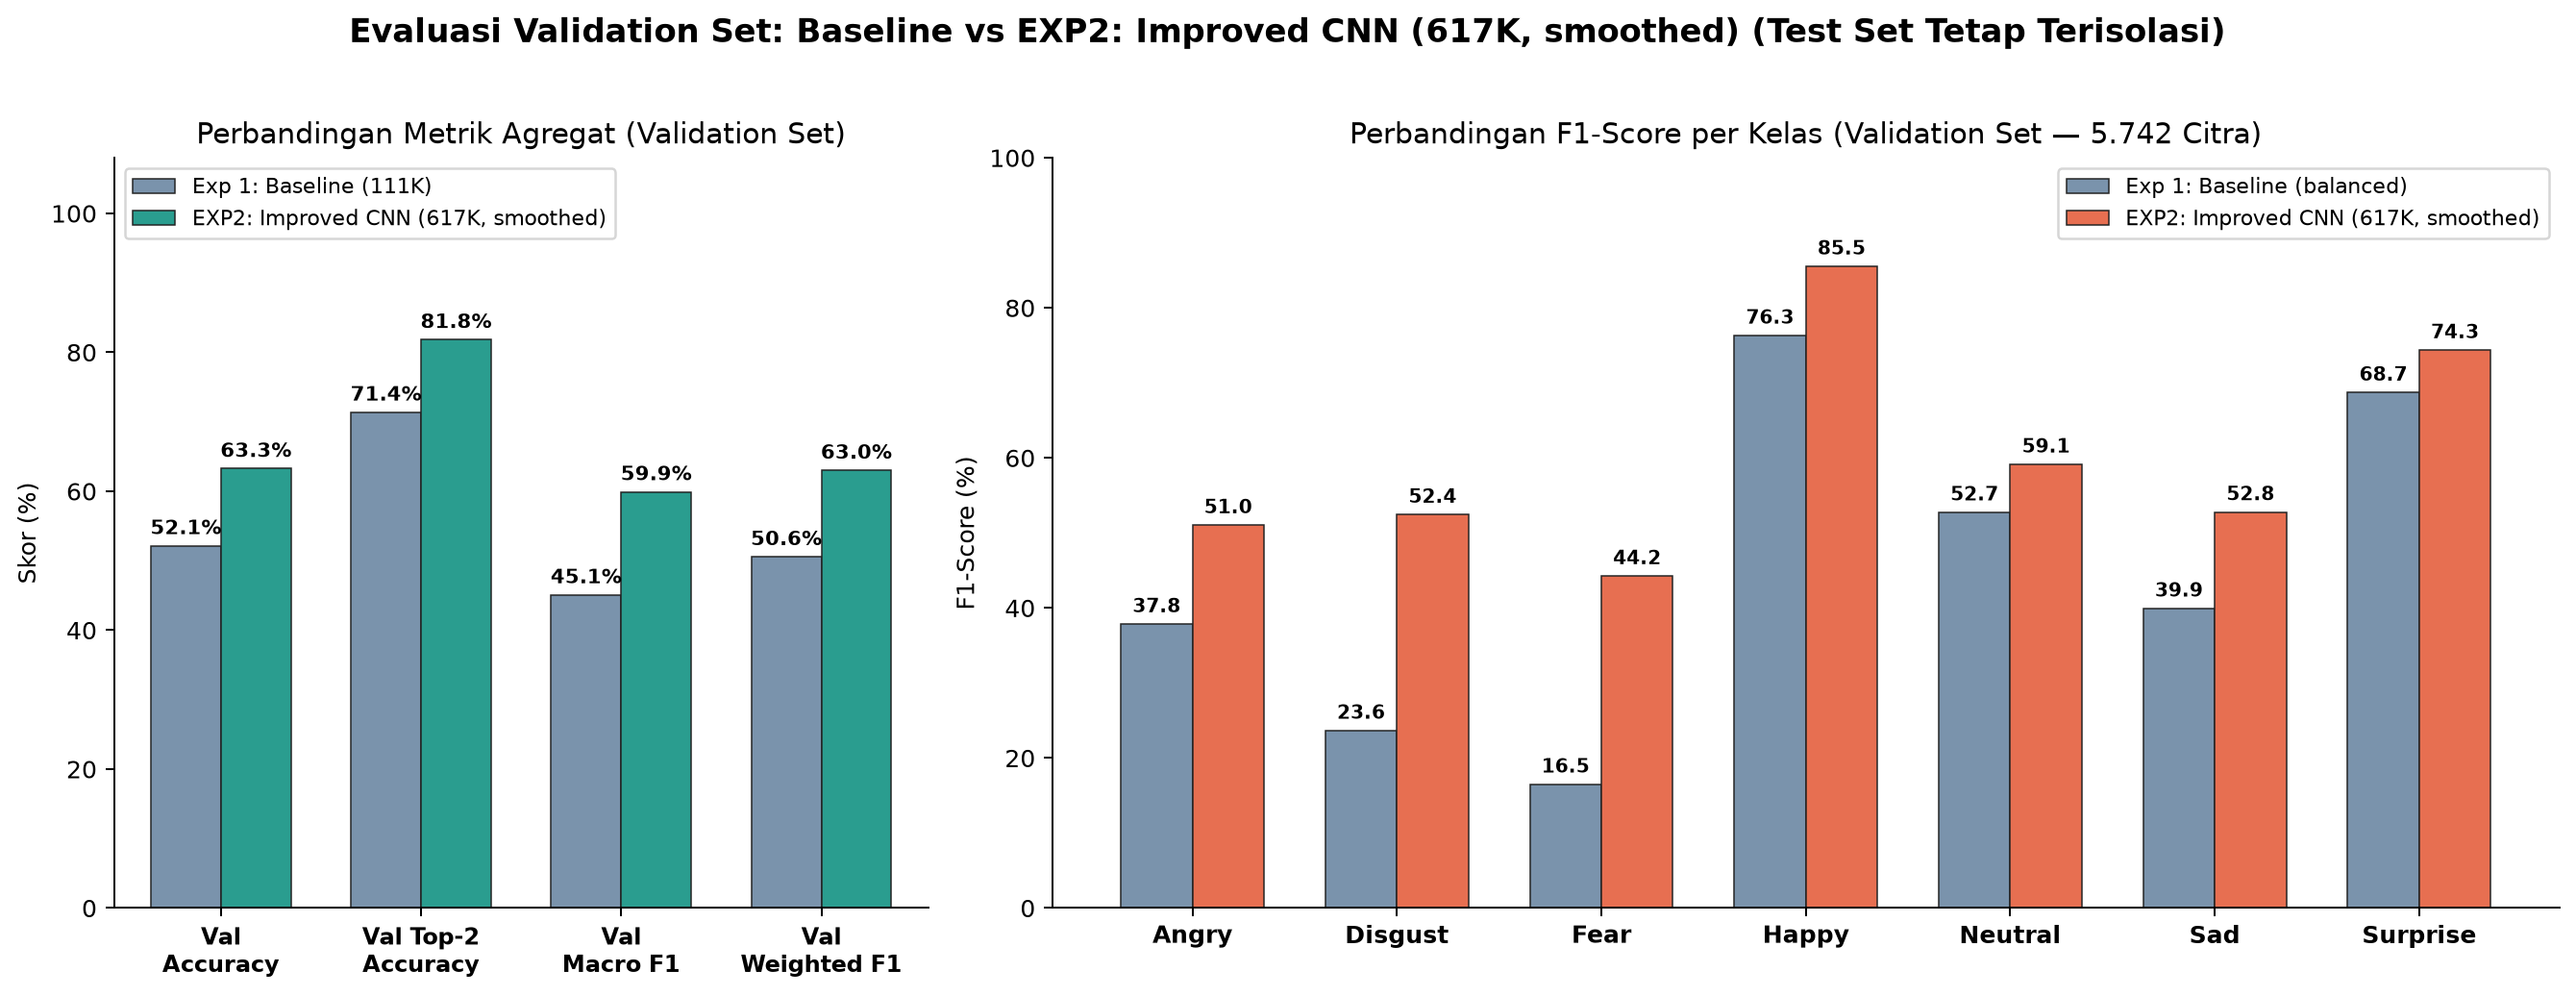 Evaluasi Validation Set: Baseline vs EXP2: Improved CNN (617K, smoothed) (Test Set Tetap Terisolasi)
Perbandingan Metrik Agregat (Validation Set)
Exp 1: Baseline (111K)
EXP2: Improved CNN (617K, smoothed)
Skor (%)
100
80
60
40
20
0
52.1%
63.3%
71.4%
81.8%
45.1%
59.9%
50.6%
63.0%
Val
Accuracy
Val Top-2
Accuracy
Val
Macro F1
Val
Weighted F1
Perbandingan F1-Score per Kelas (Validation Set — 5.742 Citra)
Exp 1: Baseline (balanced)
EXP2: Improved CNN (617K, smoothed)
F1-Score (%)
100
80
60
40
20
0
37.8
51.0
23.6
52.4
16.5
44.2
76.3
85.5
52.7
59.1
39.9
52.8
68.7
74.3
Angry
Disgust
Fear
Happy
Neutral
Sad
Surprise